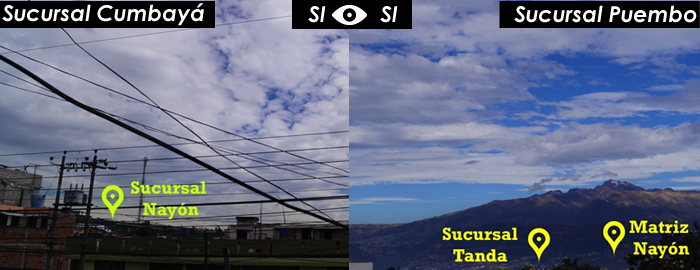 Sucursal Cumbayá
SI SI
Sucursal Puembo
Sucursal
Nayón
Sucursal
Tanda
Matriz
Nayón